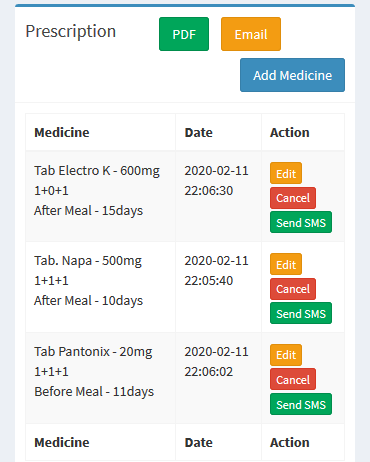 Prescription PDF Email
Add Medicine
Medicine Date Action
Tab Electro K - 600mg 2020-02-11 Edit
1+0+1 22:06:30 Cancel
After Meal - 15days Send SMS
Tab. Napa - 500mg 2020-02-11 Edit
1+1+1 22:05:40 Cancel
After Meal - 10days Send SMS
Tab Pantonix - 20mg 2020-02-11 Edit
1+1+1 22:06:02 Cancel
Before Meal - 11days Send SMS
Medicine Date Action